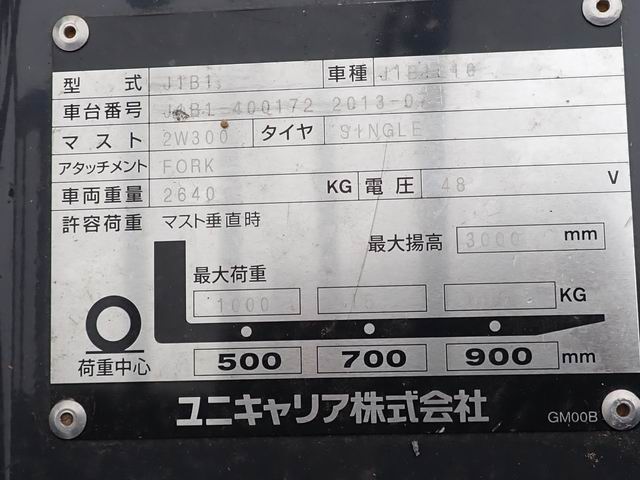 型式 J1B1 車種
車台番号 J1B1-400172 2013-0
マスト 2W300 タイヤ SINGLE
アタッチメント FORK
車両重量 2640 KG 電圧 48 V
許容荷重 マスト垂直時
最大揚高 3000 mm
最大荷重
1000 KG
荷重中心 500 700 900 mm
ユニキャリア株式会社 GM00B